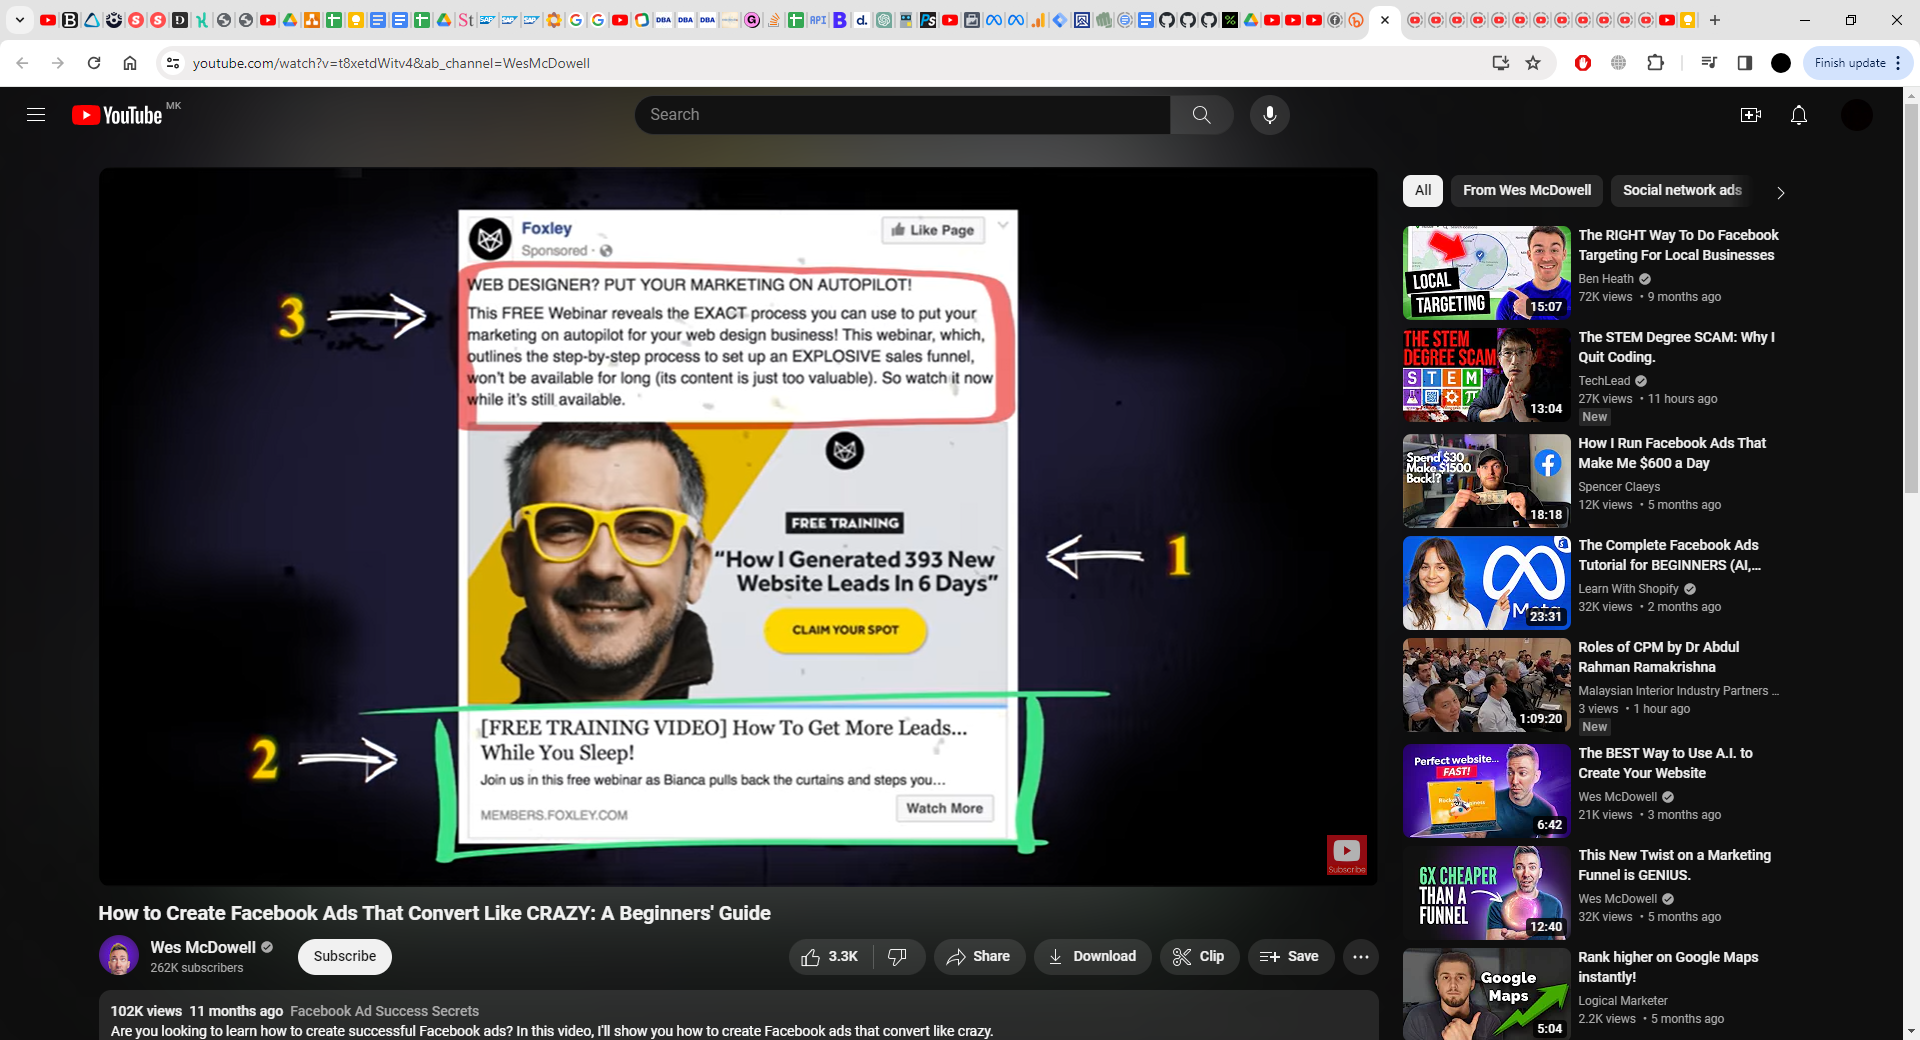 DBA
DBA
DBA
API
d.
Ps
youtube.com/watch?v=t8xetdWitv4&ab_channel=WesMcDowell
Finish update
YouTube MK
Search
Foxley
Sponsored ·
Like Page
WEB DESIGNER? PUT YOUR MARKETING ON AUTOPILOT!
This FREE Webinar reveals the EXACT process you can use to put your
marketing on autopilot for your web design business! This webinar, which,
outlines the step-by-step process to set up an EXPLOSIVE sales funnel,
won't be available for long (its content is just too valuable). So watch it now
while it's still available.
3
FREE TRAINING
“How I Generated 393 New
Website Leads In 6 Days”
CLAIM YOUR SPOT
1
[FREE TRAINING VIDEO] How To Get More Leads...
While You Sleep!
Join us in this free webinar as Bianca pulls back the curtains and steps you...
MEMBERS.FOXLEY.COM
Watch More
2
Subscribe
How to Create Facebook Ads That Convert Like CRAZY: A Beginners' Guide
Wes McDowell
262K subscribers
Subscribe
3.3K
Share
Download
Clip
Save
102K views 11 months ago Facebook Ad Success Secrets
Are you looking to learn how to create successful Facebook ads? In this video, I'll show you how to create Facebook ads that convert like crazy.
All
From Wes McDowell
Social network ads
LOCAL
TARGETING
15:07
The RIGHT Way To Do Facebook
Targeting For Local Businesses
Ben Heath
72K views • 9 months ago
THE STEM
DEGREE SCAM
STEM
13:04
The STEM Degree SCAM: Why I
Quit Coding.
TechLead
27K views • 11 hours ago
New
Spend $30
Make $1500
Back!?
18:18
How I Run Facebook Ads That
Make Me $600 a Day
Spencer Claeys
12K views • 5 months ago
Meta
23:31
The Complete Facebook Ads
Tutorial for BEGINNERS (AI,...
Learn With Shopify
32K views • 2 months ago
1:09:20
Roles of CPM by Dr Abdul
Rahman Ramakrishna
Malaysian Interior Industry Partners ...
3 views • 1 hour ago
New
Perfect website...
FAST!
6:42
The BEST Way to Use A.I. to
Create Your Website
Wes McDowell
21K views • 3 months ago
6X CHEAPER
THAN A
FUNNEL
12:40
This New Twist on a Marketing
Funnel is GENIUS.
Wes McDowell
32K views • 5 months ago
Google
Maps
5:04
Rank higher on Google Maps
instantly!
Logical Marketer
2.2K views • 5 months ago